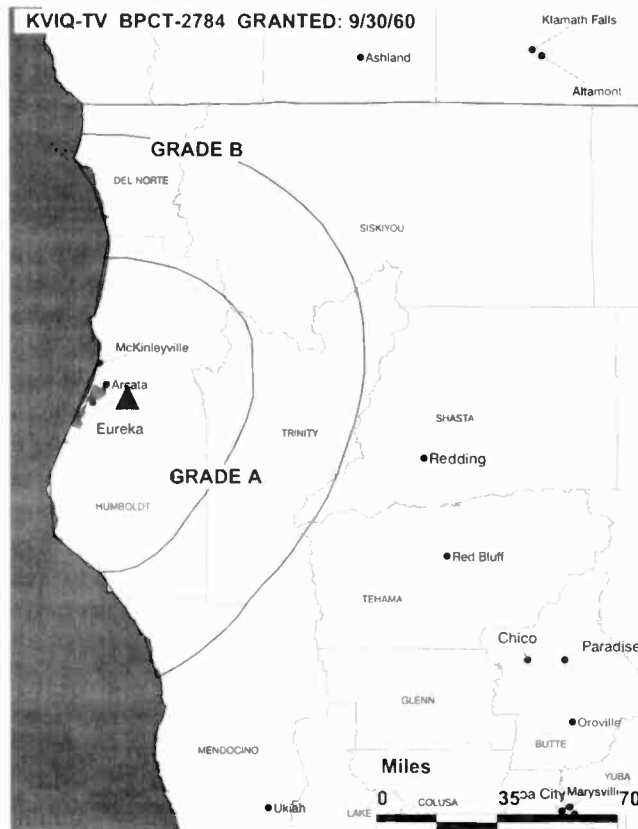 KVIQ-TV BPCT-2784 GRANTED: 9/30/60
Klamath Falls
Ashland
Altamont
GRADE B
DEL NORTE
SISKIYOU
McKinleyville
Arcata
Eureka
SHASTA
TRINITY
Redding
GRADE A
HUMBOLDT
Red Bluff
TEHAMA
Chico
Paradise
GLENN
Oroville
BUTTE
MENDOCINO
Miles
YUBA
0
35
City
Marysville
70
Ukiah
LAKE
COLUSA